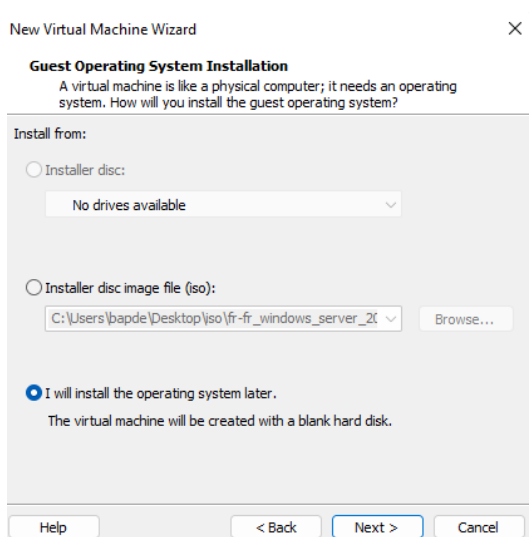 New Virtual Machine Wizard
Guest Operating System Installation
A virtual machine is like a physical computer; it needs an operating
system. How will you install the guest operating system?
Install from:
Installer disc:
No drives available
Installer disc image file (iso):
C:\Users\bapde\Desktop\iso\fr-fr_windows_server_20
Browse...
I will install the operating system later.
The virtual machine will be created with a blank hard disk.
Help
< Back
Next >
Cancel